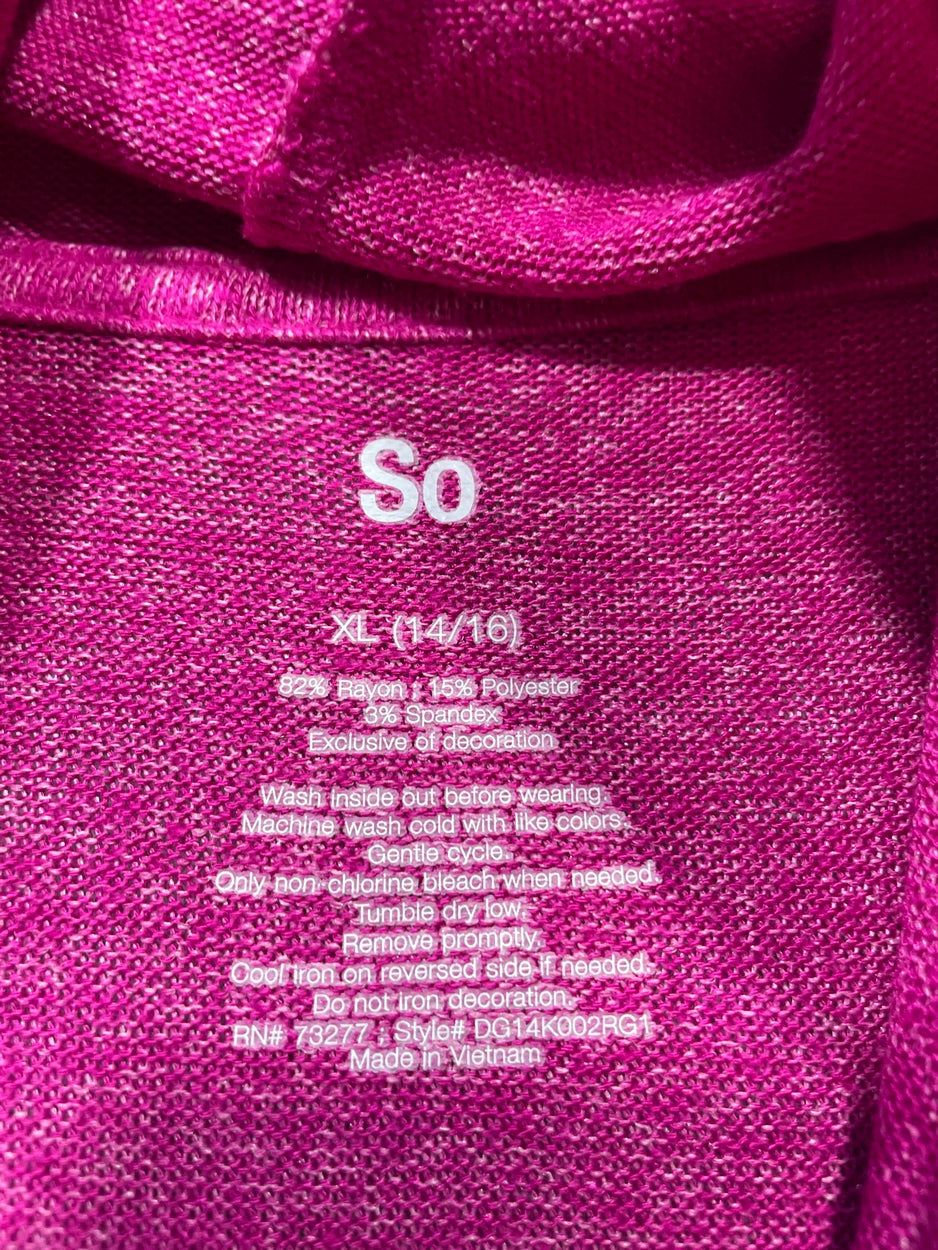 So
XL (14/16)
82% Rayon ; 15% Polyester
3% Spandex
Exclusive of decoration
Wash inside out before wearing.
Machine wash cold with like colors.
Gentle cycle.
Only non-chlorine bleach when needed.
Tumble dry low.
Remove promptly.
Cool iron on reversed side if needed.
Do not iron decoration.
RN# 73277 ; Style# DG14K002RG1
Made in Vietnam